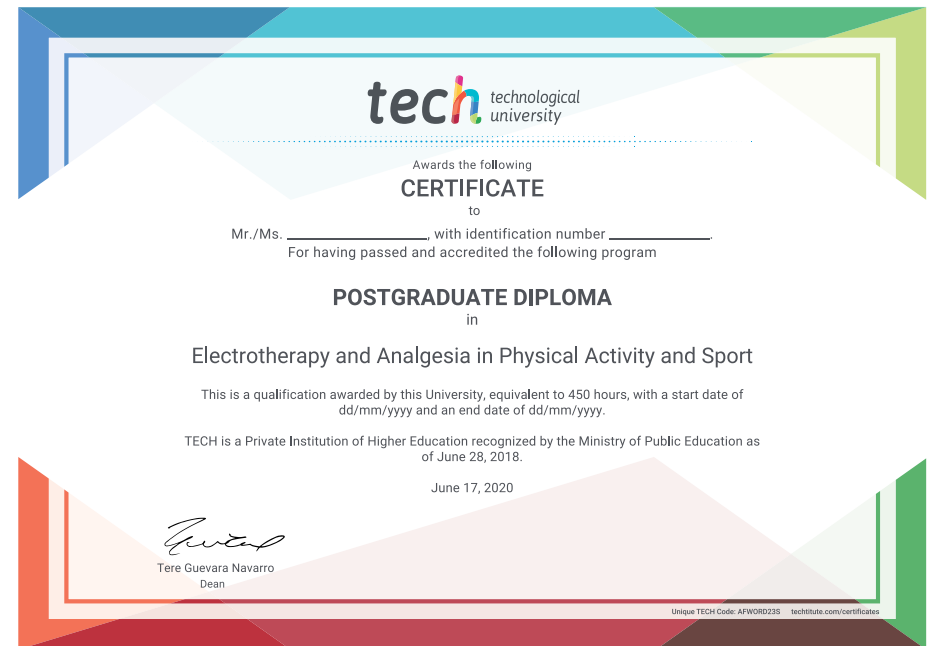 tech technological
university
Awards the following
CERTIFICATE
to
Mr./Ms. ____________________, with identification number ______________.
For having passed and accredited the following program
POSTGRADUATE DIPLOMA
in
Electrotherapy and Analgesia in Physical Activity and Sport
This is a qualification awarded by this University, equivalent to 450 hours, with a start date of
dd/mm/yyyy and an end date of dd/mm/yyyy.
TECH is a Private Institution of Higher Education recognized by the Ministry of Public Education as
of June 28, 2018.
June 17, 2020
Tere Guevara Navarro
Dean
Unique TECH Code: AFWORD23S techtitute.com/certificates